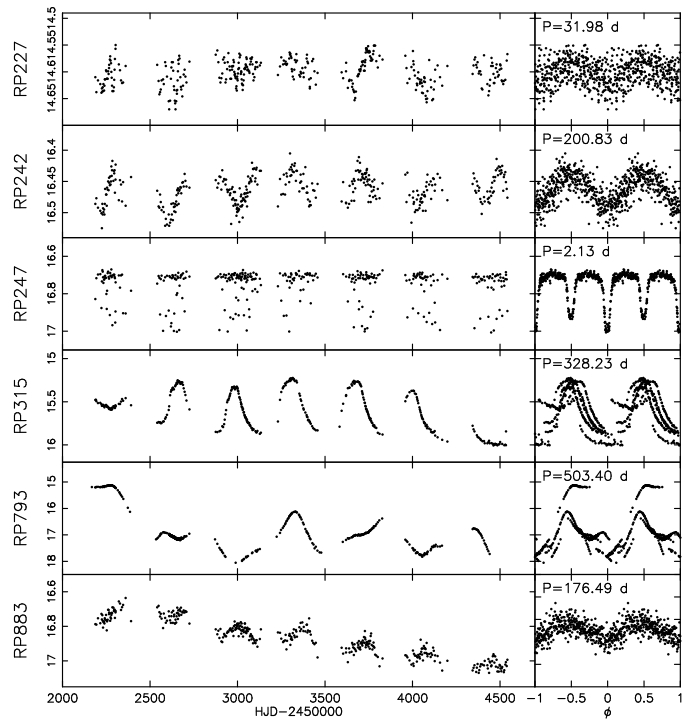 RP227
14.65 14.6 14.55 14.5
P=31.98 d
RP242
16.4
16.45
16.5
P=200.83 d
RP247
16.6
16.8
17
P=2.13 d
RP315
15
15.5
16
P=328.23 d
RP793
15
16
17
18
P=503.40 d
RP883
16.6
16.8
17
P=176.49 d
2000 2500 3000 3500 4000 4500 −1 −0.5 0 0.5 1
HJD−2450000 ϕ